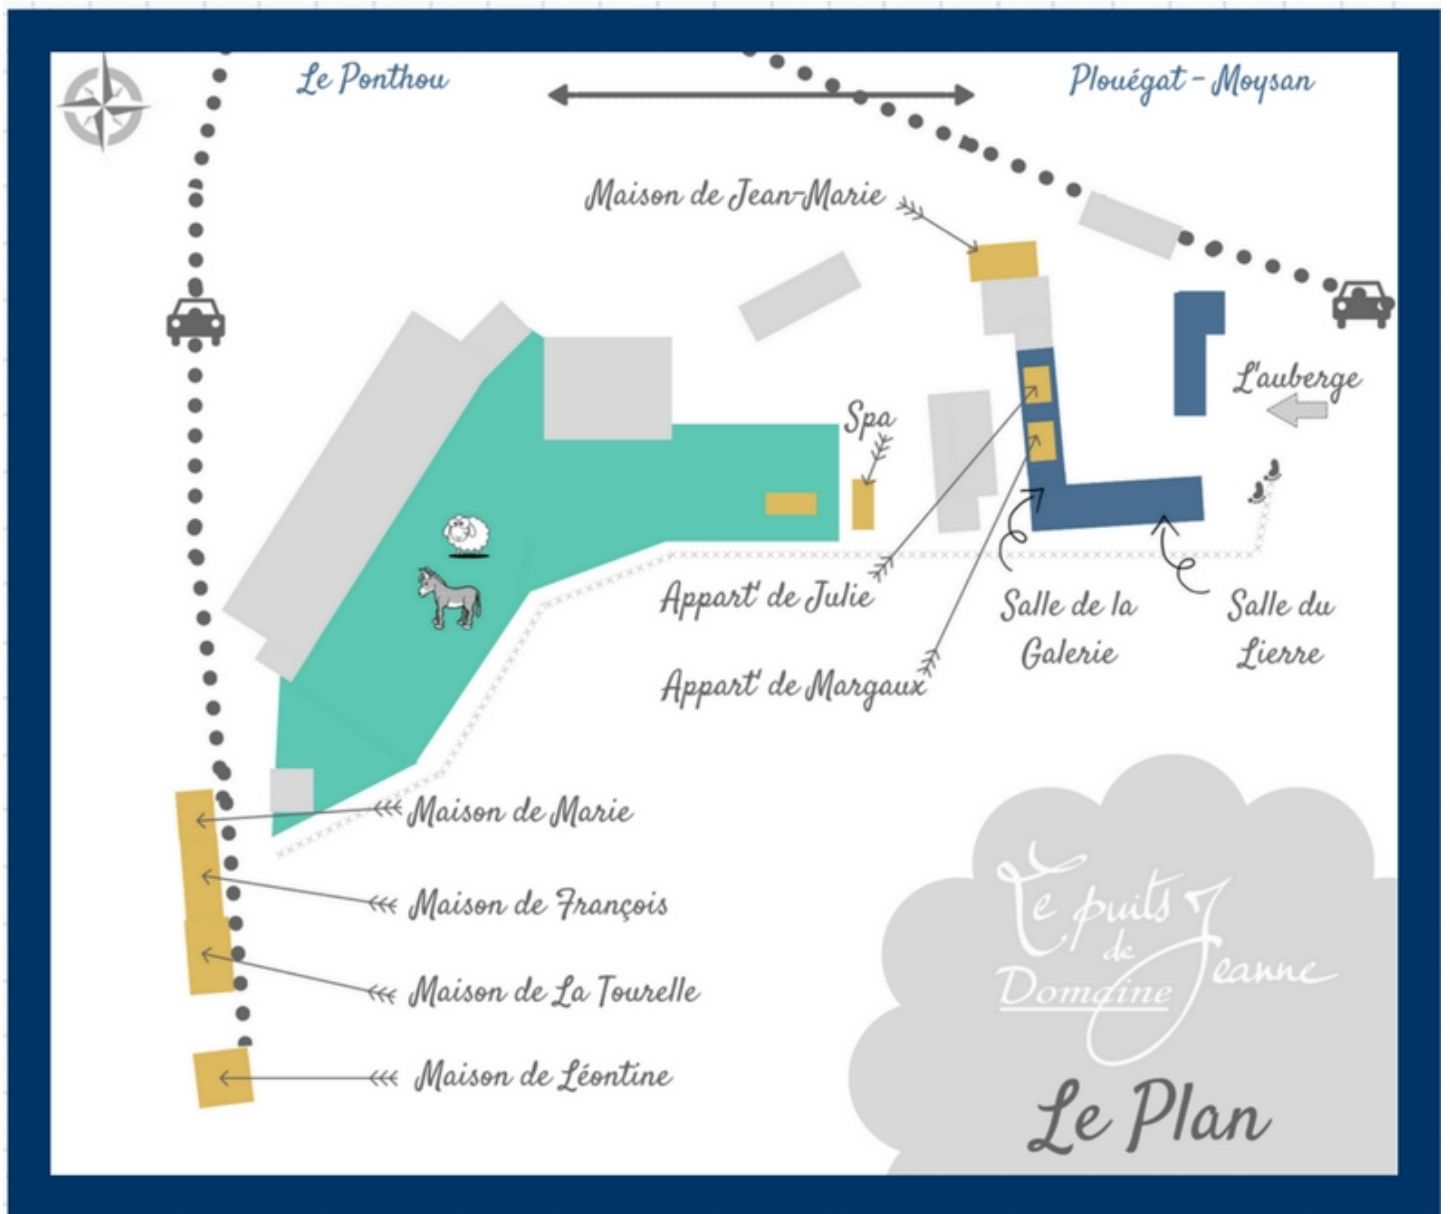 Le Ponthou
Plouégat - Moysan
Maison de Jean-Marie
L'auberge
Spa
Appart' de Julie
Salle de la
Galerie
Salle du
Lierre
Appart' de Margaux
Maison de Marie
Maison de François
Maison de La Tourelle
Maison de Léontine
Le puits
de
Jeanne
Domaine
Le Plan